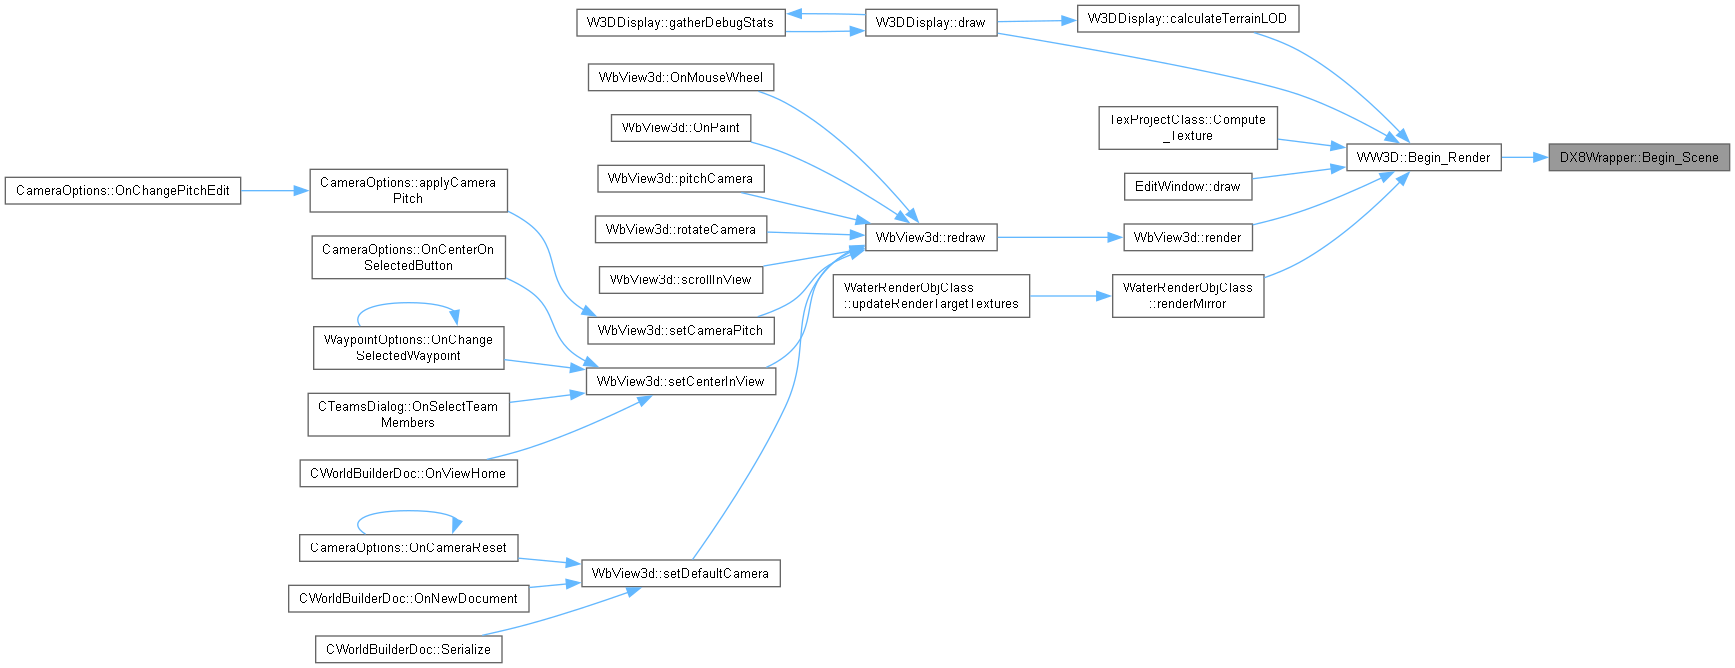 W3DDisplay::gatherDebugStats
W3DDisplay::draw
W3DDisplay::calculateTerrainLOD
WbView3d::OnMouseWheel
WbView3d::OnPaint
TexProjectClass::Compute
_Texture
WW3D::Begin_Render
DX8Wrapper::Begin_Scene
CameraOptions::OnChangePitchEdit
CameraOptions::applyCamera
Pitch
WbView3d::pitchCamera
EditWindow::draw
WbView3d::rotateCamera
WbView3d::redraw
WbView3d::render
CameraOptions::OnCenterOn
SelectedButton
WbView3d::scrollInView
WaterRenderObjClass
::updateRenderTargetTextures
WaterRenderObjClass
::renderMirror
WaypointOptions::OnChange
SelectedWaypoint
WbView3d::setCameraPitch
WbView3d::setCenterInView
CTeamsDialog::OnSelectTeam
Members
CWorldBuilderDoc::OnViewHome
CameraOptions::OnCameraReset
WbView3d::setDefaultCamera
CWorldBuilderDoc::OnNewDocument
CWorldBuilderDoc::Serialize